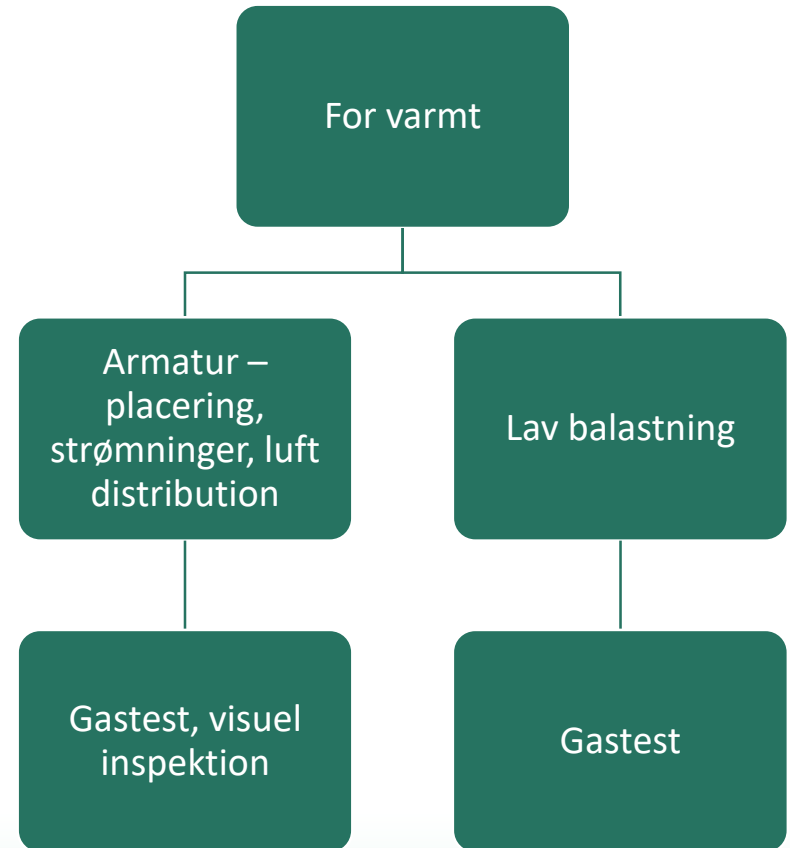 For varmt
Armatur –
placering,
strømninger, luft
distribution
Lav balastning
Gastest, visuel
inspektion
Gastest